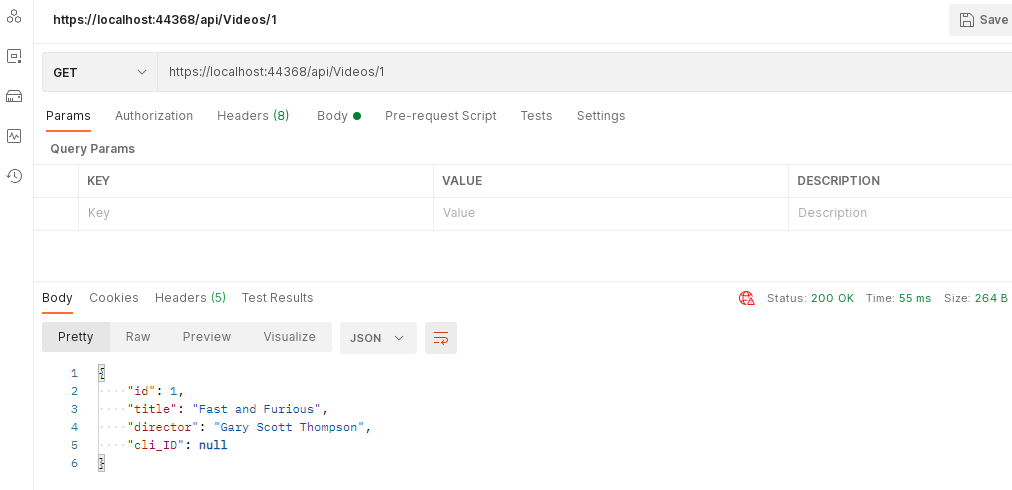 https://localhost:44368/api/Videos/1
Save
GET https://localhost:44368/api/Videos/1
Params Authorization Headers (8) Body Pre-request Script Tests Settings
Query Params
KEY VALUE DESCRIPTION
Key Value Description
Body Cookies Headers (5) Test Results Status: 200 OK Time: 55 ms Size: 264 B
Pretty Raw Preview Visualize JSON
1 {
2 "id": 1,
3 "title": "Fast and Furious",
4 "director": "Gary Scott Thompson",
5 "cli_ID": null
6 }